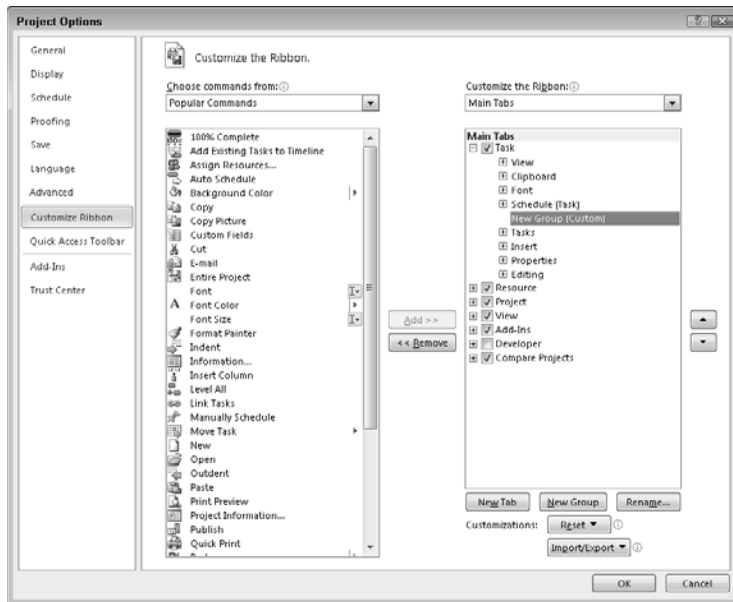 Project Options
General
Display
Schedule
Proofing
Save
Language
Advanced
Customize Ribbon
Quick Access Toolbar
Add-Ins
Trust Center
Customize the Ribbon.
Choose commands from:
Popular Commands
100% Complete
Add Existing Tasks to Timeline
Assign Resources...
Auto Schedule
Background Color
Copy
Copy Picture
Custom Fields
Cut
E-mail
Entire Project
Font
Font Color
Font Size
Format Painter
Indent
Information...
Insert Column
Level All
Link Tasks
Manually Schedule
Move Task
New
Open
Outdent
Paste
Print Preview
Project Information...
Publish
Quick Print
Add >>
<< Remove
Customize the Ribbon:
Main Tabs
Main Tabs
Task
View
Clipboard
Font
Schedule (Task)
New Group (Custom)
Tasks
Insert
Properties
Editing
Resource
Project
View
Add-Ins
Developer
Compare Projects
New Tab
New Group
Rename...
Customizations:
Reset
Import/Export
OK
Cancel